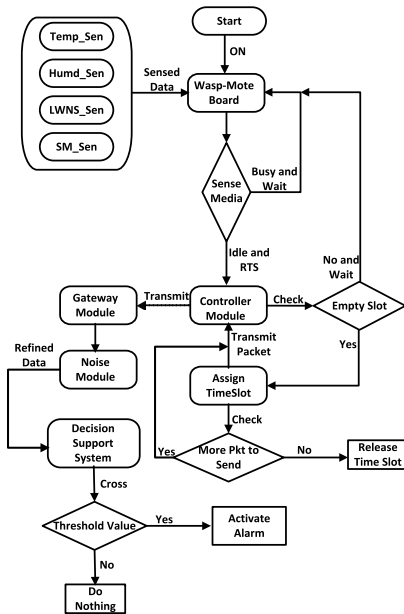 Start
ON
Temp_Sen
Humd_Sen
LWNS_Sen
SM_Sen
Sensed
Data
Wasp-Mote
Board
Sense
Media
Busy and
Wait
Idle and
RTS
No and
Wait
Gateway
Module
Transmit
Controller
Module
Check
Empty Slot
Yes
Transmit
Packet
Refined
Data
Noise
Module
Assign
TimeSlot
Check
Decision
Support
System
Yes
More Pkt to
Send
No
Release
Time Slot
Cross
Threshold Value
Yes
Activate
Alarm
No
Do
Nothing